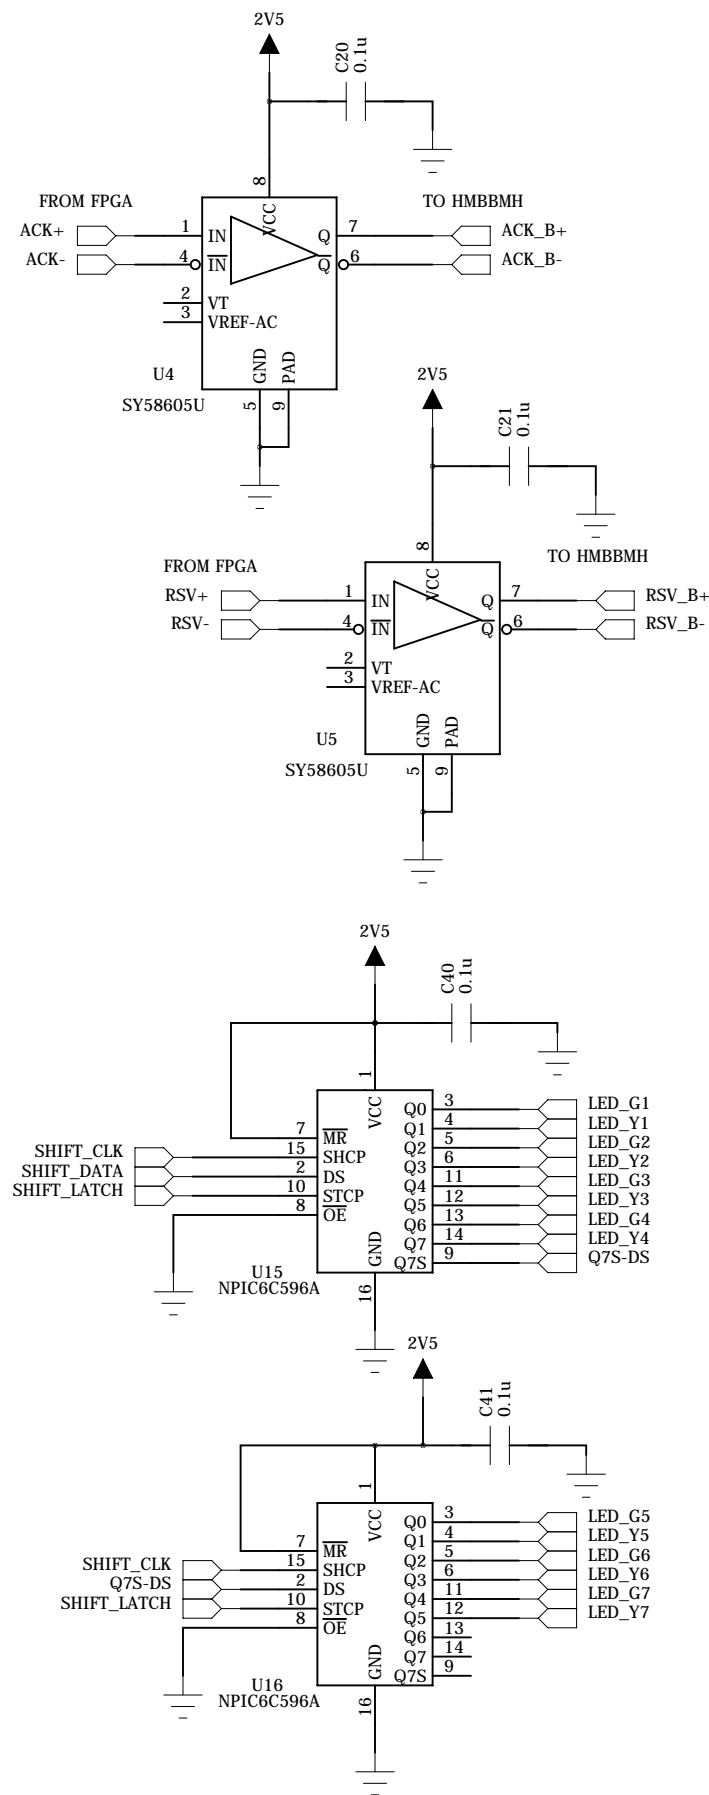 2V5
C20
0.1u
8
VCC
FROM FPGA
TO HMBBMH
ACK+
1
IN
Q
7
ACK_B+
ACK-
4
IN
Q
6
ACK_B-
2
VT
3
VREF-AC
GND
PAD
U4
SY58605U
5
9
2V5
C21
0.1u
8
VCC
FROM FPGA
TO HMBBMH
RSV+
1
IN
Q
7
RSV_B+
RSV-
4
IN
Q
6
RSV_B-
2
VT
3
VREF-AC
GND
PAD
U5
SY58605U
5
9
2V5
C40
0.1u
1
VCC
Q0
3
LED_G1
Q1
4
LED_Y1
7
MR
Q2
5
LED_G2
SHIFT_CLK
15
SHCP
Q3
6
LED_Y2
SHIFT_DATA
2
DS
Q4
11
LED_G3
SHIFT_LATCH
10
STCP
Q5
12
LED_Y3
8
OE
Q6
13
LED_G4
Q7
14
LED_Y4
GND
Q7S
9
Q7S-DS
U15
NPIC6C596A
16
2V5
C41
0.1u
1
VCC
Q0
3
LED_G5
Q1
4
LED_Y5
7
MR
Q2
5
LED_G6
SHIFT_CLK
15
SHCP
Q3
6
LED_Y6
Q7S-DS
2
DS
Q4
11
LED_G7
SHIFT_LATCH
10
STCP
Q5
12
LED_Y7
8
OE
Q6
13
Q7
14
GND
Q7S
9
U16
NPIC6C596A
16